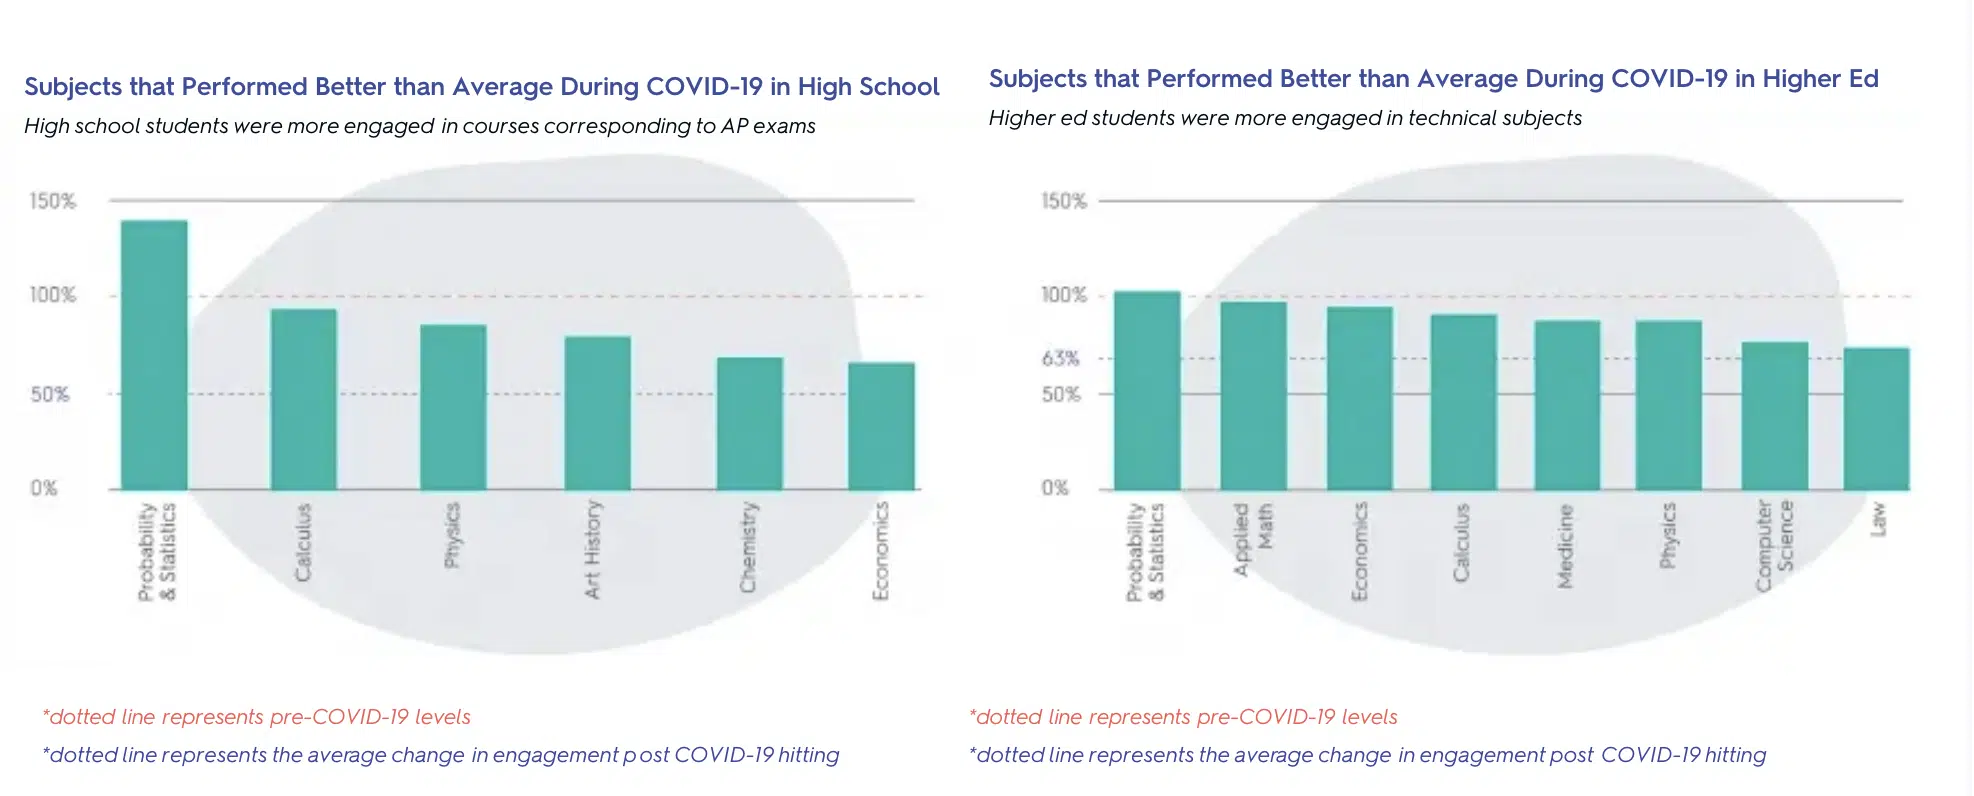 Subjects that Performed Better than Average During COVID-19 in High School
High school students were more engaged in courses corresponding to AP exams
150%
100%
50%
0%
Probability
& Statistics
Calculus
Physics
Art History
Chemistry
Economics
*dotted line represents pre-COVID-19 levels
*dotted line represents the average change in engagement post COVID-19 hitting
Subjects that Performed Better than Average During COVID-19 in Higher Ed
Higher ed students were more engaged in technical subjects
150%
100%
63%
50%
0%
Probability
& Statistics
Applied
Math
Economics
Calculus
Medicine
Physics
Computer
Science
Law
*dotted line represents pre-COVID-19 levels
*dotted line represents the average change in engagement post COVID-19 hitting